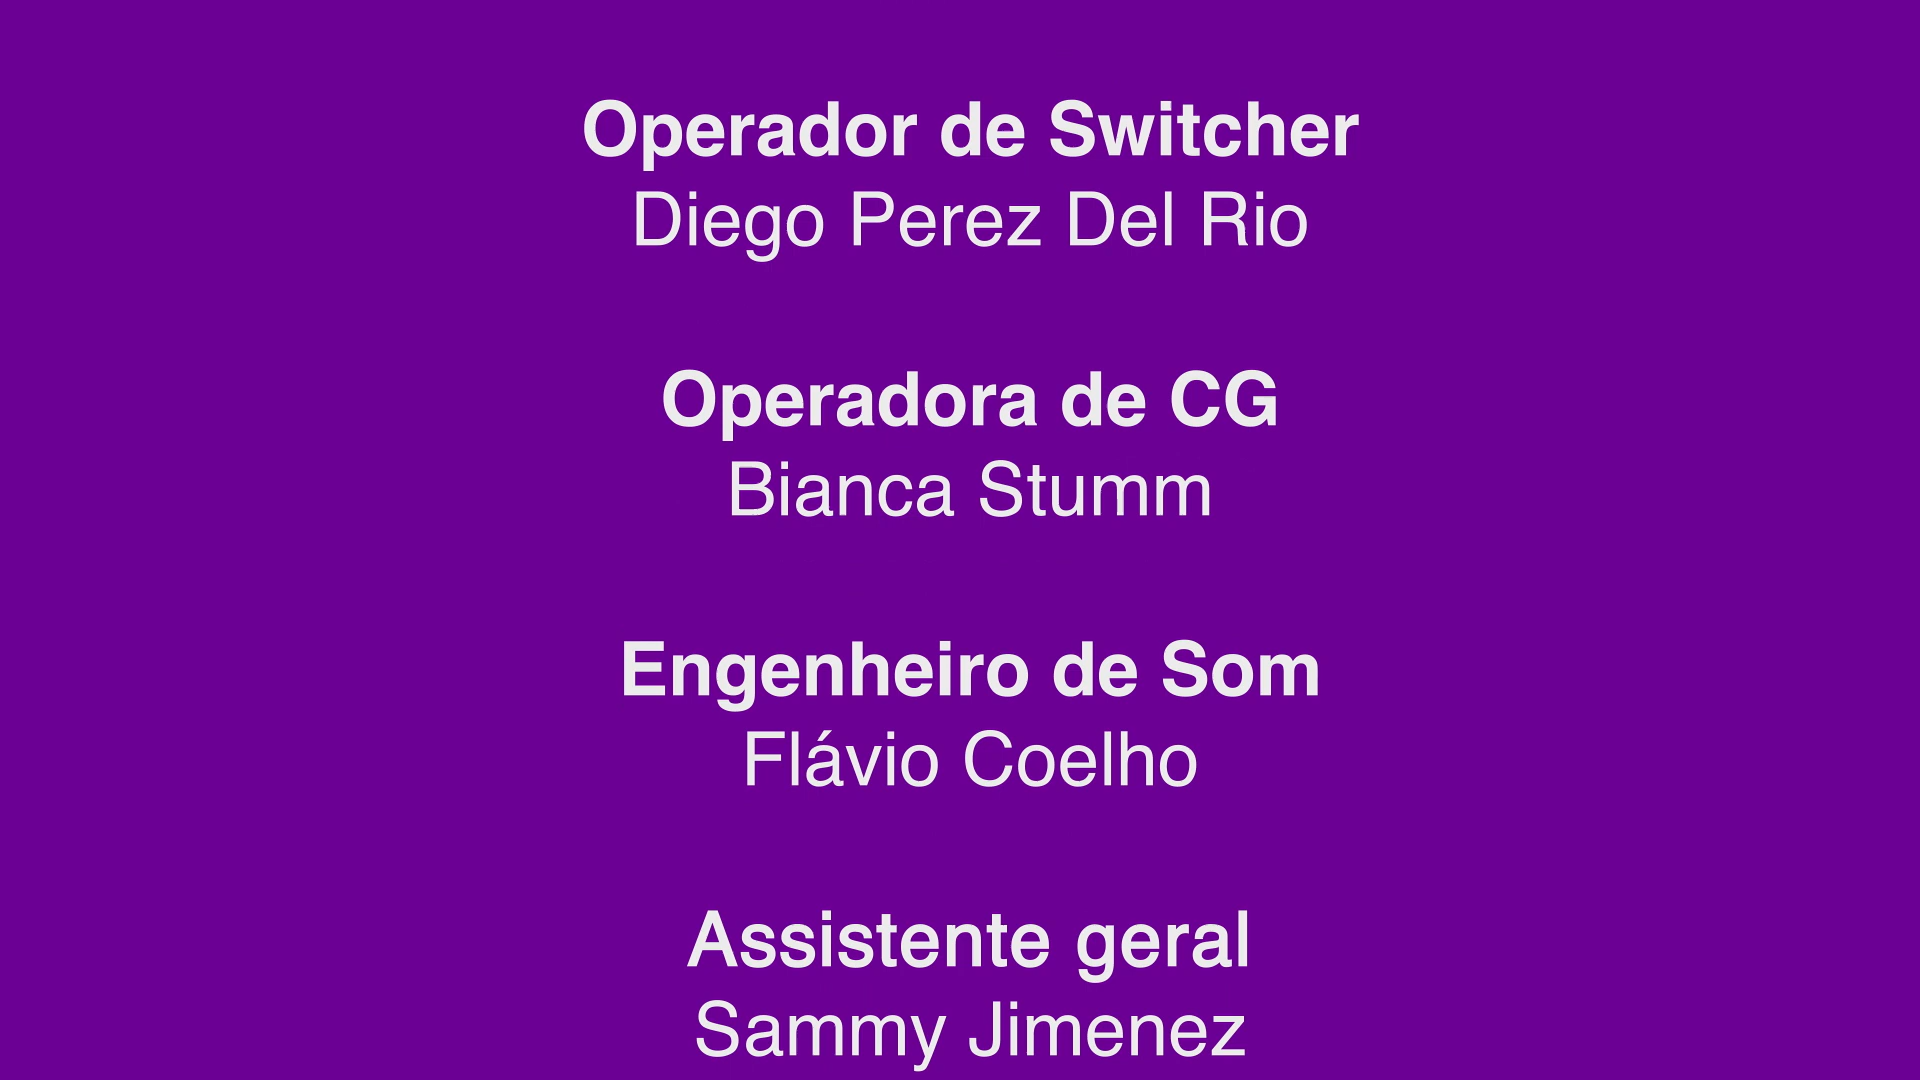 Operador de Switcher
Diego Perez Del Rio
Operadora de CG
Bianca Stumm
Engenheiro de Som
Flávio Coelho
Assistente geral
Sammy Jimenez